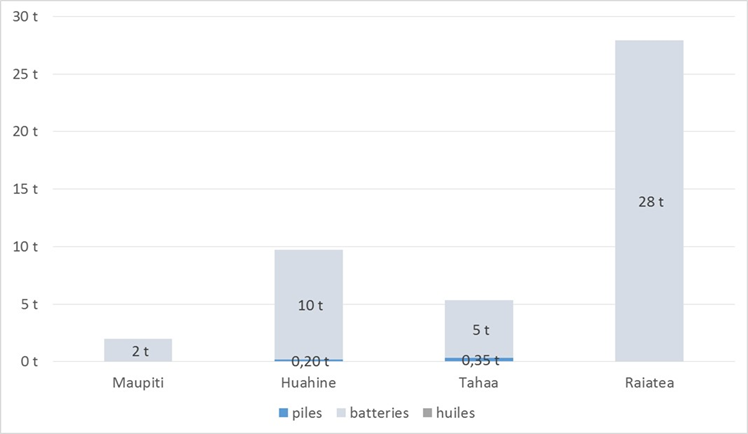 30 t
25 t
20 t
15 t
10 t
5 t
0 t
28 t
10 t
5 t
2 t
0,20 t
0,35 t
Maupiti Huahine Tahaa Raiatea
piles batteries huiles